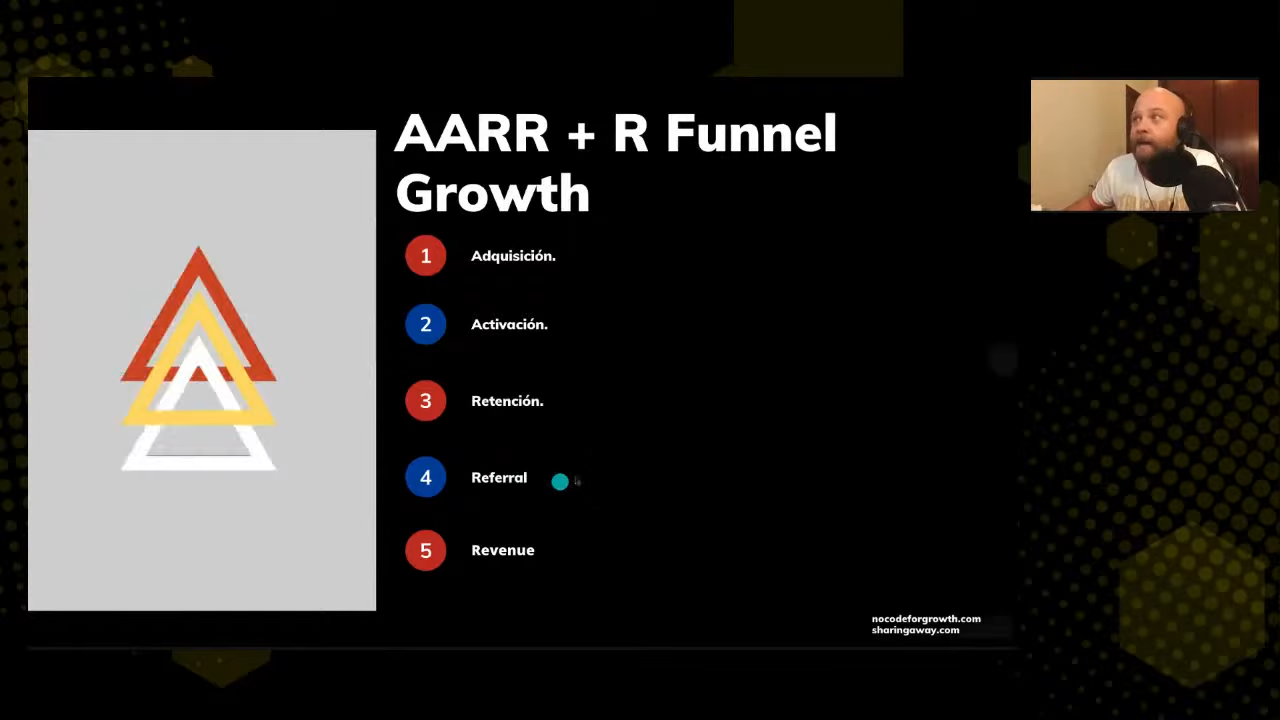 AARR + R Funnel
Growth
1 Adquisición.
2 Activación.
3 Retención.
4 Referral
5 Revenue
nocodeforgrowth.com
sharingaway.com